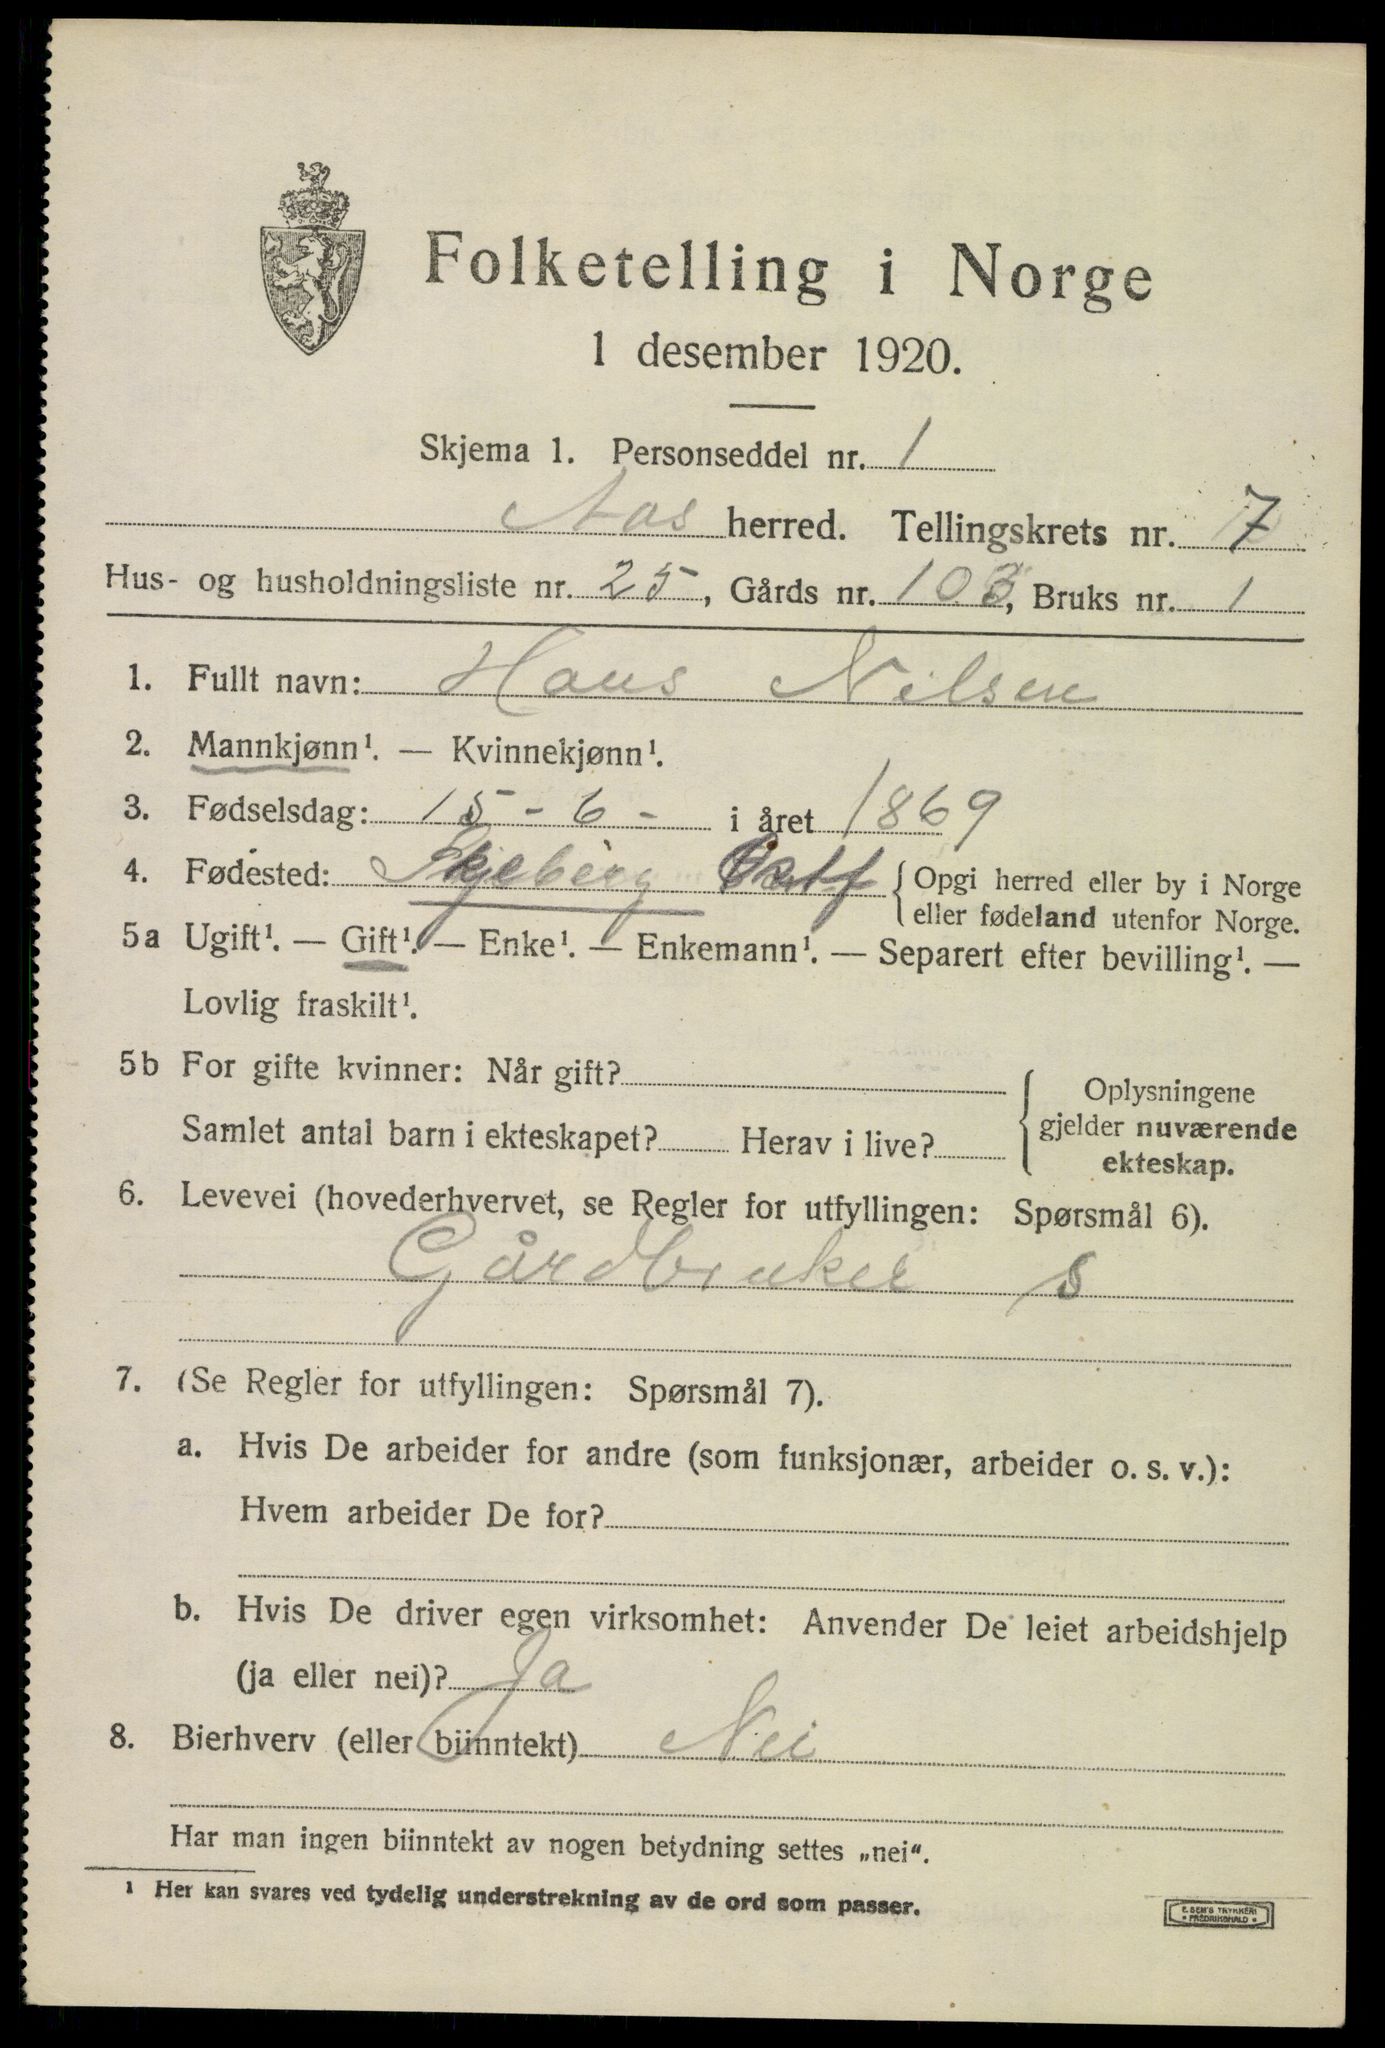 Folketelling i Norge
1 desember 1920.
Skjema 1. Personseddel nr. 1
Aas herred. Tellingskrets nr. 7
Hus- og husholdningsliste nr. 25, Gårds nr. 103, Bruks nr. 1
1. Fullt navn: Hans Nilsen
2. Mannkjønn¹. — Kvinnekjønn¹.
3. Fødselsdag: 15-6- i året 1869
4. Fødested: Skjeberg Østf { Opgi herred eller by i Norge
eller fødeland utenfor Norge.
5a Ugift¹. — Gift¹. — Enke¹. — Enkemann¹. — Separert efter bevilling¹. —
Lovlig fraskilt¹.
5b For gifte kvinner: Når gift?
Samlet antal barn i ekteskapet? Herav i live?
{ Oplysningene
gjelder nuværende
ekteskap.
6. Levevei (hovederhvervet, se Regler for utfyllingen: Spørsmål 6).
Gårdbruker s
7. (Se Regler for utfyllingen: Spørsmål 7).
a. Hvis De arbeider for andre (som funksjonær, arbeider o. s. v.):
Hvem arbeider De for?
b. Hvis De driver egen virksomhet: Anvender De leiet arbeidshjelp
(ja eller nei)? Ja
8. Bierhverv (eller biinntekt) Nei
Har man ingen biinntekt av nogen betydning settes „nei“.
¹ Her kan svares ved tydelig understrekning av de ord som passer.
E. SEM'S TRYKKERI
• FREDRIKSHALD •